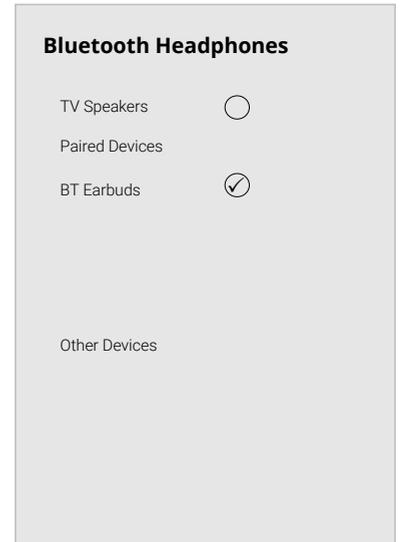 Bluetooth Headphones
TV Speakers
Paired Devices
BT Earbuds
Other Devices